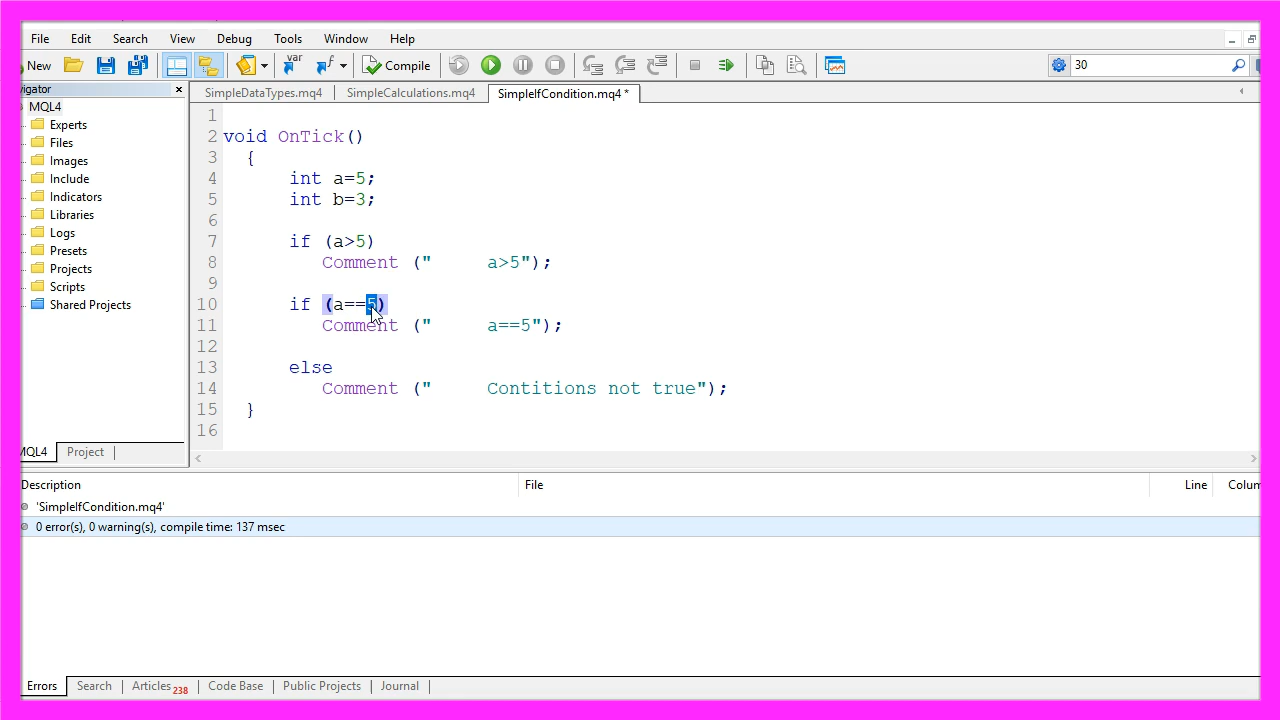 File Edit Search View Debug Tools Window Help
New Compile 30
vigator
SimpleDataTypes.mq4 SimpleCalculations.mq4 SimpleIfCondition.mq4 *
MQL4
Experts
Files
Images
Include
Indicators
Libraries
Logs
Presets
Projects
Scripts
Shared Projects
MQL4 Project
1
2 void OnTick()
3 {
4 int a=5;
5 int b=3;
6
7 if (a>5)
8 Comment (" a>5");
9
10 if (a==5)
11 Comment (" a==5");
12
13 else
14 Comment (" Contitions not true");
15 }
16
Description File Line Colum
'SimpleIfCondition.mq4'
0 error(s), 0 warning(s), compile time: 137 msec
Errors Search Articles 238 Code Base Public Projects Journal